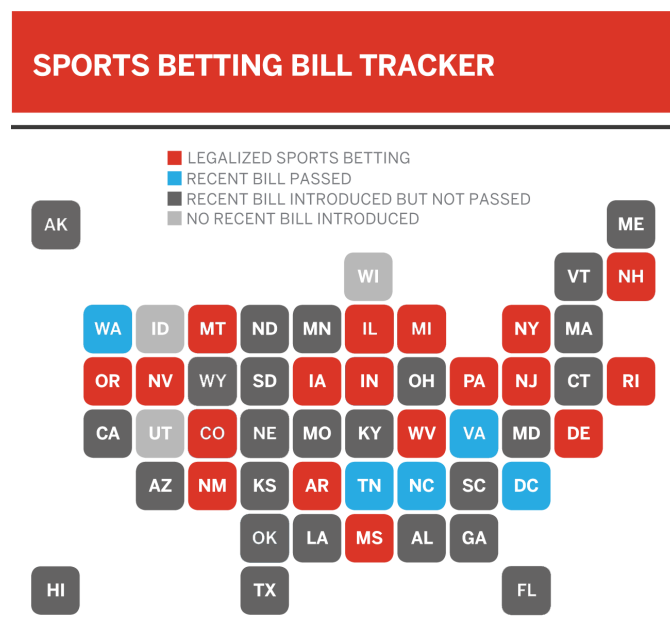 SPORTS BETTING BILL TRACKER
LEGALIZED SPORTS BETTING
RECENT BILL PASSED
RECENT BILL INTRODUCED BUT NOT PASSED
NO RECENT BILL INTRODUCED
AK ME
WI VT NH
WA ID MT ND MN IL MI NY MA
OR NV WY SD IA IN OH PA NJ CT RI
CA UT CO NE MO KY WV VA MD DE
AZ NM KS AR TN NC SC DC
OK LA MS AL GA
HI TX FL